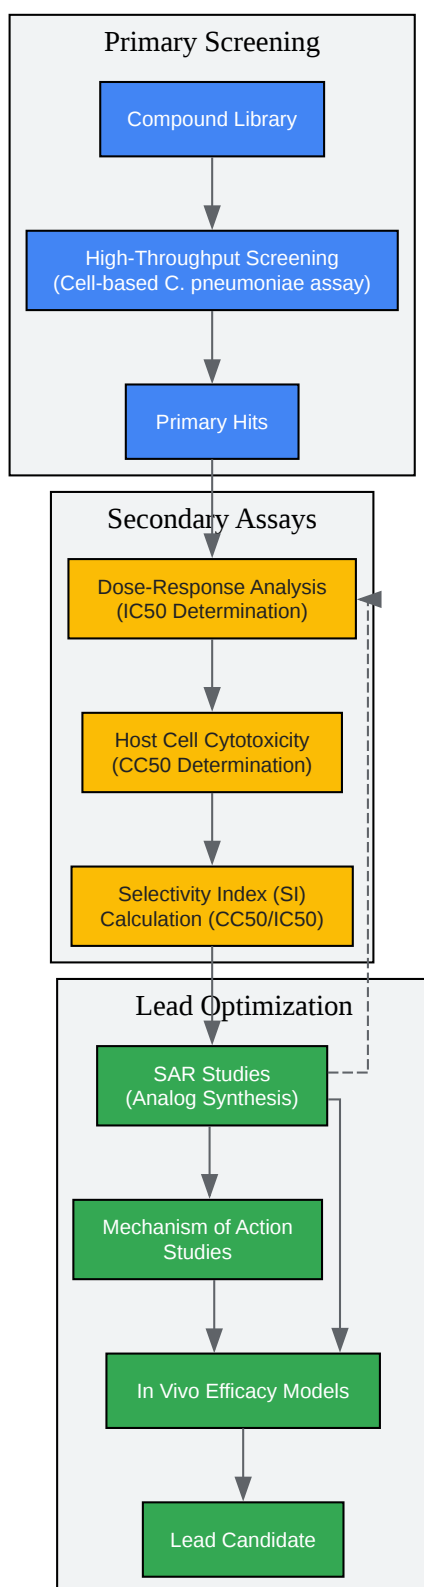 Primary Screening
Compound Library
High-Throughput Screening
(Cell-based C. pneumoniae assay)
Primary Hits
Secondary Assays
Dose-Response Analysis
(IC50 Determination)
Host Cell Cytotoxicity
(CC50 Determination)
Selectivity Index (SI)
Calculation (CC50/IC50)
Lead Optimization
SAR Studies
(Analog Synthesis)
Mechanism of Action
Studies
In Vivo Efficacy Models
Lead Candidate